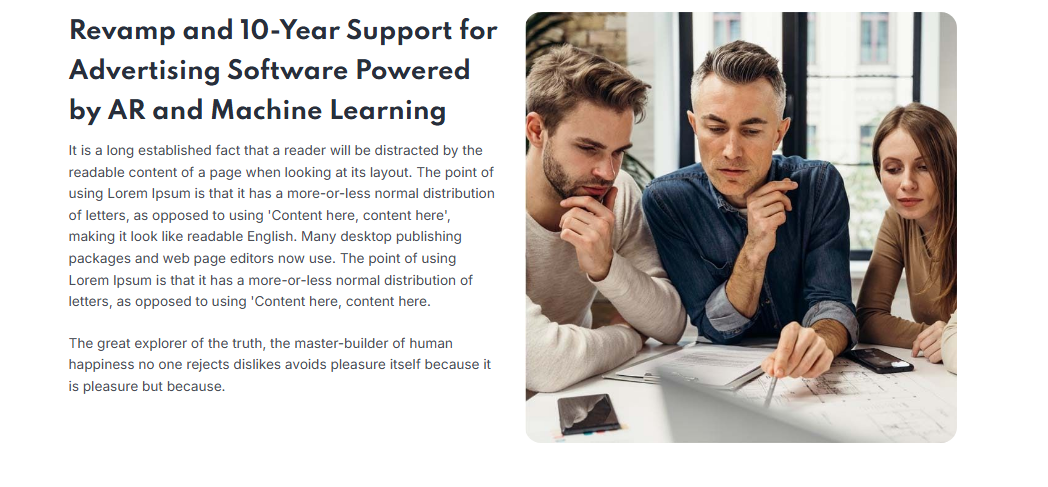 Revamp and 10-Year Support for
Advertising Software Powered
by AR and Machine Learning
It is a long established fact that a reader will be distracted by the
readable content of a page when looking at its layout. The point of
using Lorem Ipsum is that it has a more-or-less normal distribution
of letters, as opposed to using 'Content here, content here',
making it look like readable English. Many desktop publishing
packages and web page editors now use. The point of using
Lorem Ipsum is that it has a more-or-less normal distribution of
letters, as opposed to using 'Content here, content here.
The great explorer of the truth, the master-builder of human
happiness no one rejects dislikes avoids pleasure itself because it
is pleasure but because.